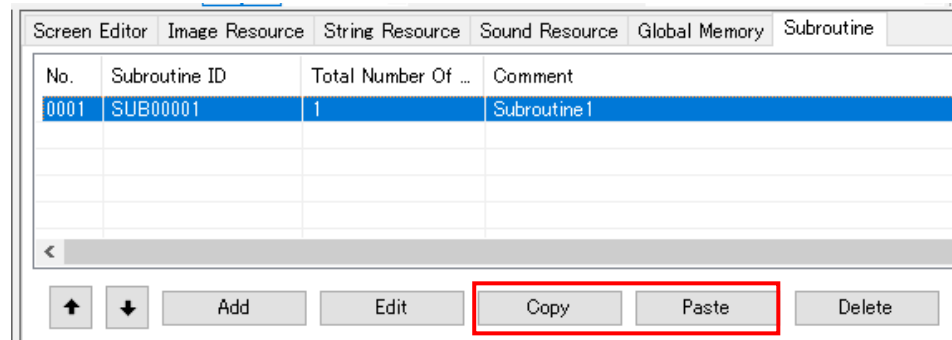 Screen Editor Image Resource String Resource Sound Resource Global Memory Subroutine
No. Subroutine ID Total Number Of ... Comment
0001 SUB00001 1 Subroutine1
Add Edit Copy Paste Delete